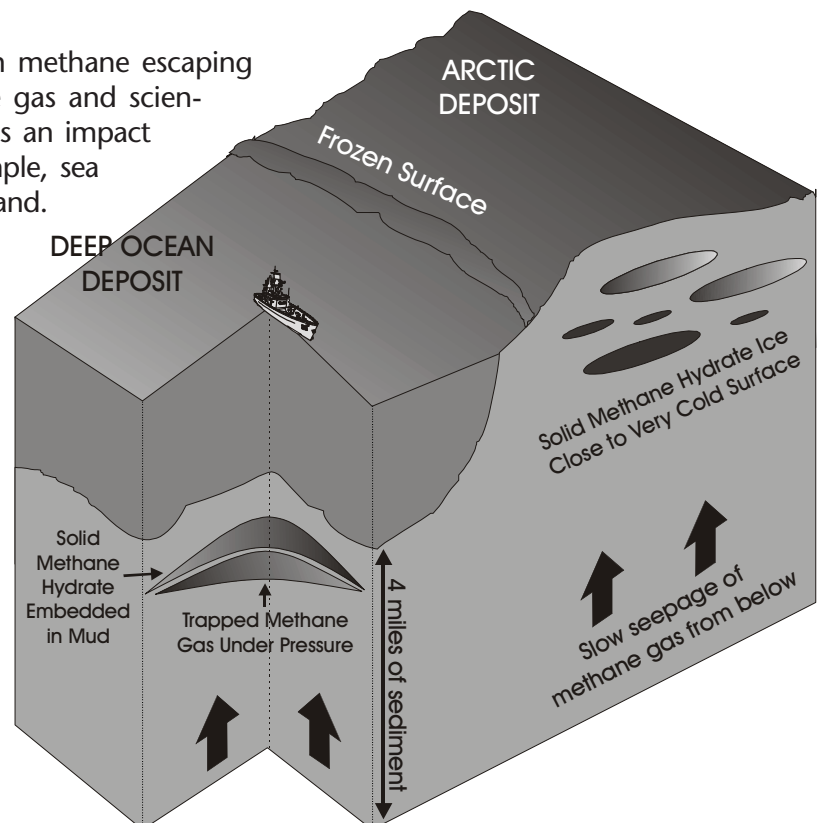 n methane escaping
e gas and scien-
s an impact
nple, sea
and.
ARCTIC
DEPOSIT
Frozen Surface
DEEP OCEAN
DEPOSIT
Solid Methane Hydrate Ice
Close to Very Cold Surface
Solid
Methane
Hydrate
Embedded
in Mud
Trapped Methane
Gas Under Pressure
4 miles of sediment
Slow seepage of
methane gas from below